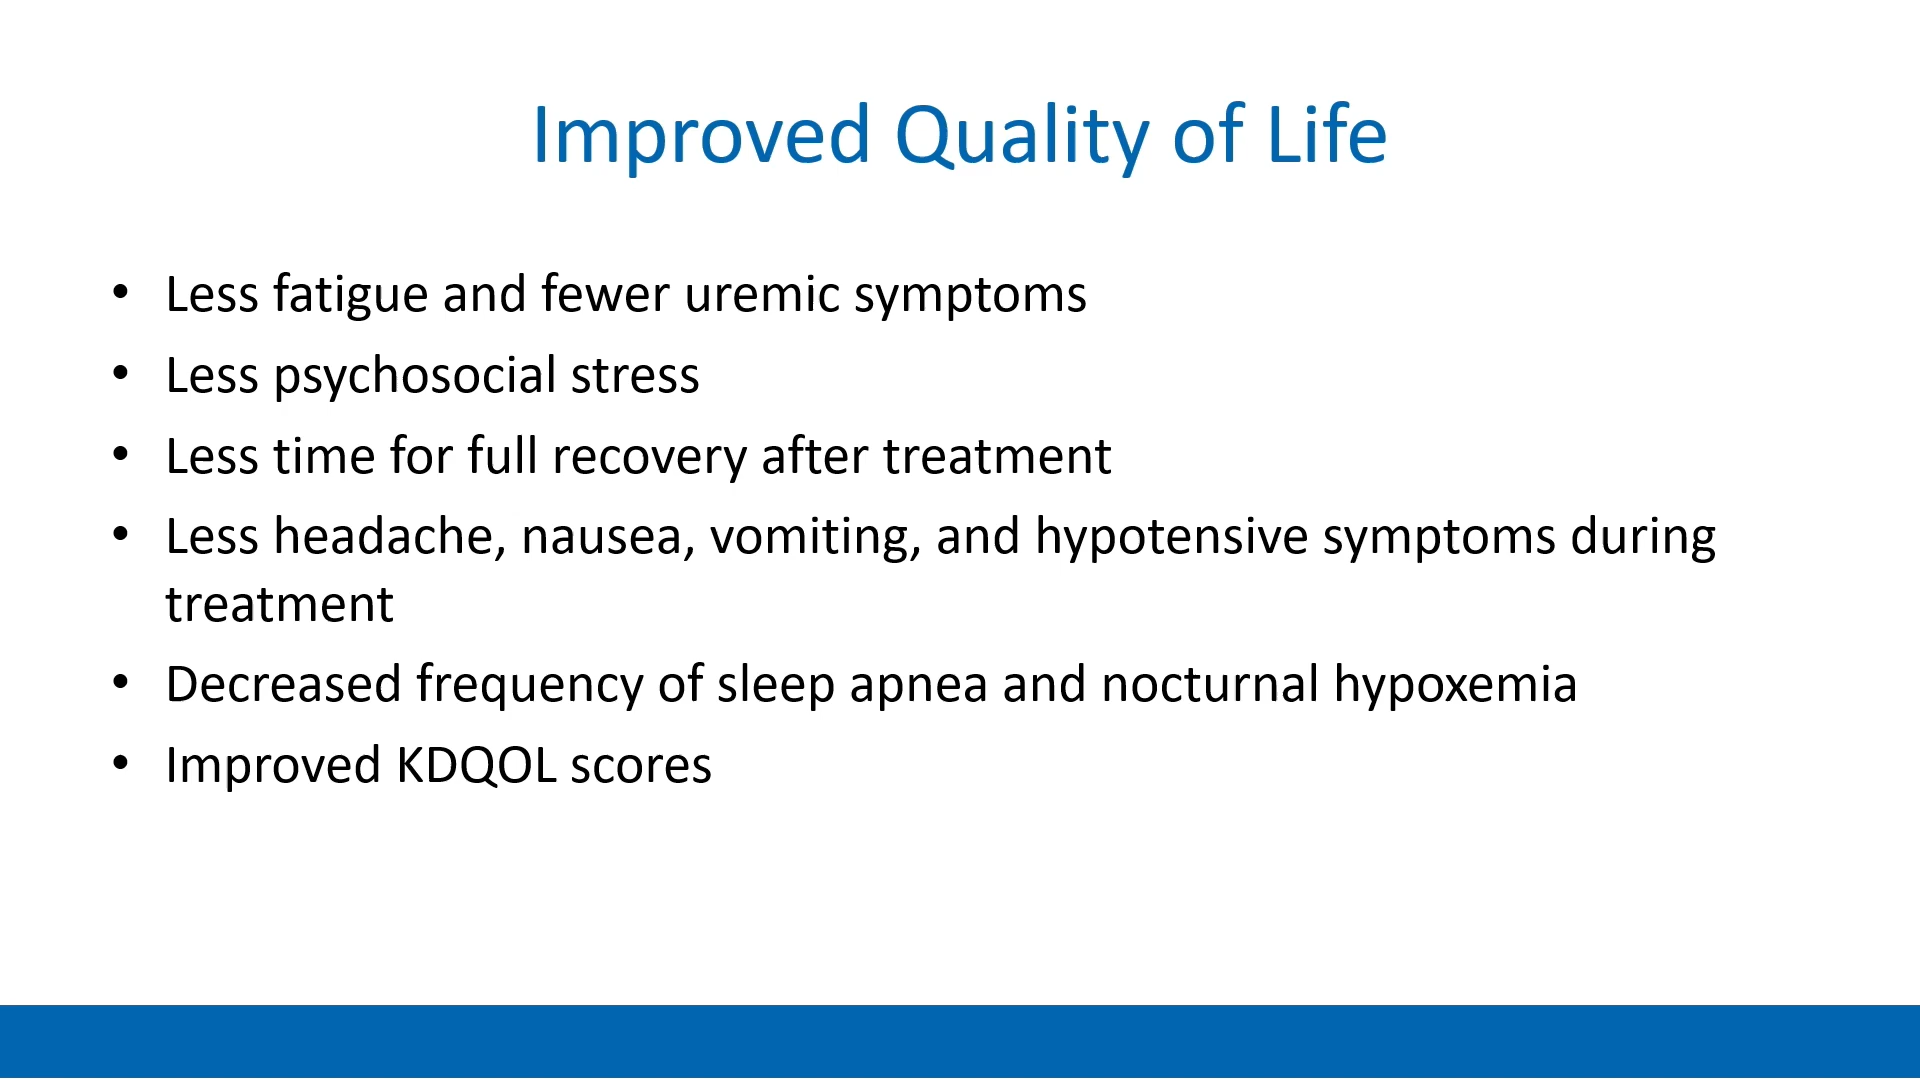 Improved Quality of Life
• Less fatigue and fewer uremic symptoms
• Less psychosocial stress
• Less time for full recovery after treatment
• Less headache, nausea, vomiting, and hypotensive symptoms during
treatment
• Decreased frequency of sleep apnea and nocturnal hypoxemia
• Improved KDQOL scores